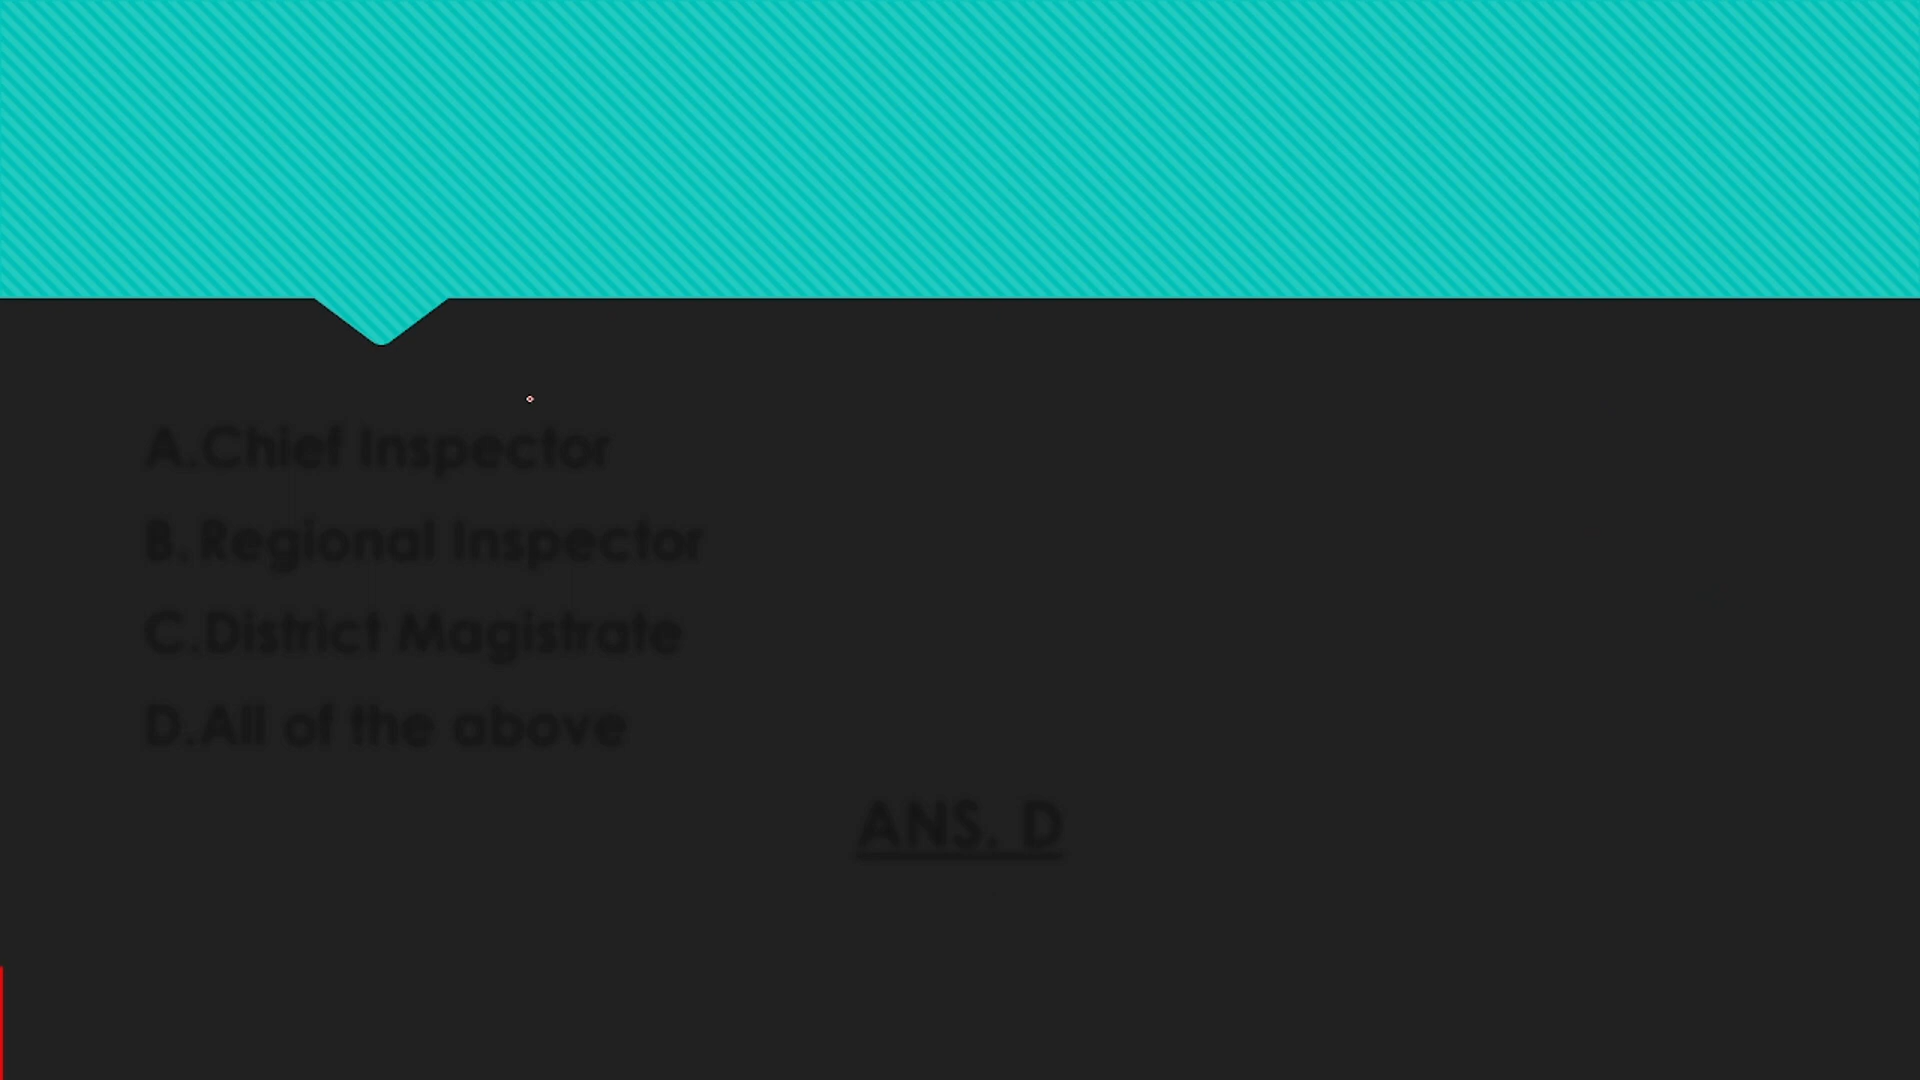 A.Chief Inspector
B. Regional Inspector
C.District Magistrate
D.All of the above
ANS. D